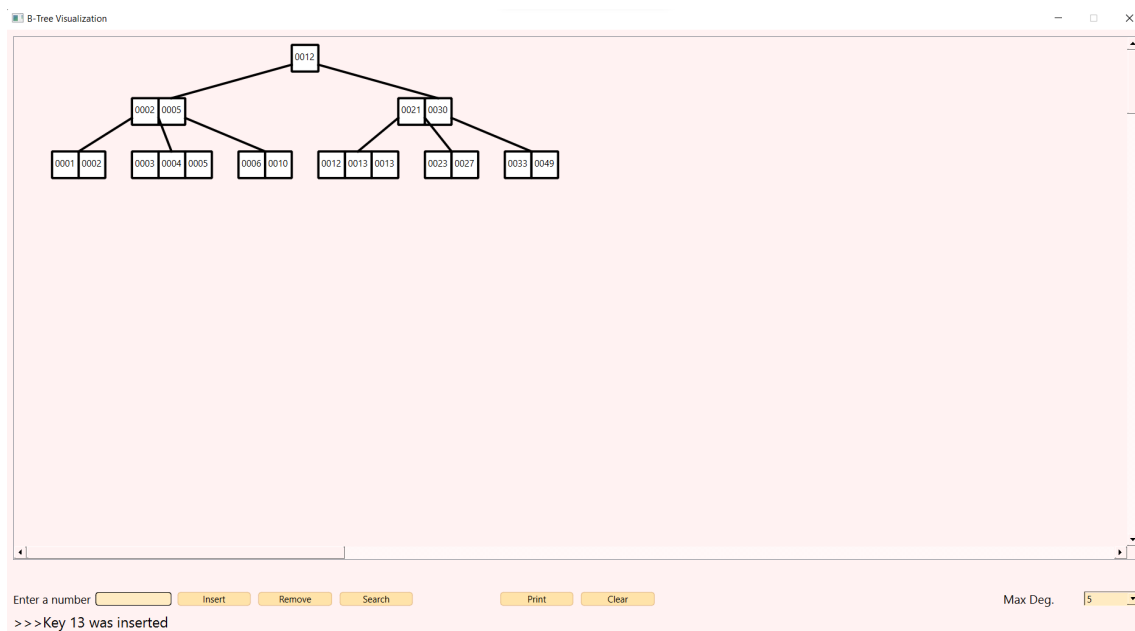 B-Tree Visualization
0012
0002 0005 0021 0030
0001 0002 0003 0004 0005 0006 0010 0012 0013 0013 0023 0027 0033 0049
Enter a number Insert Remove Search Print Clear Max Deg. 5
>>>Key 13 was inserted